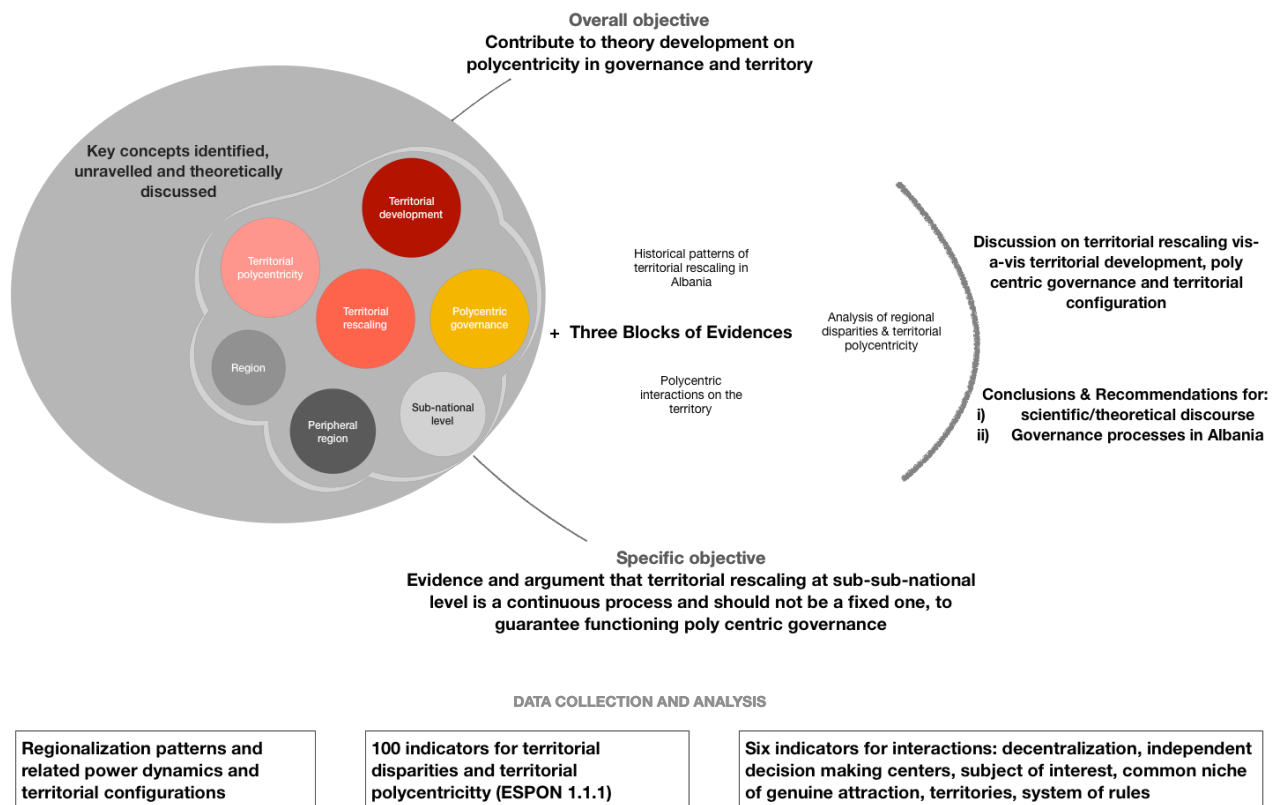 Overall objective
Contribute to theory development on
polycentricity in governance and territory
Key concepts identified,
unravelled and theoretically
discussed
Territorial
development
Territorial
polycentricity
Territorial
rescaling
Polycentric
governance
Region
Peripheral
region
Sub-national
level
Historical patterns of
territorial rescaling in
Albania
+ Three Blocks of Evidences
Polycentric
interactions on the
territory
Analysis of regional
disparities & territorial
polycentricity
Discussion on territorial rescaling vis-
a-vis territorial development, poly
centric governance and territorial
configuration
Conclusions & Recommendations for:
i) scientific/theoretical discourse
ii) Governance processes in Albania
Specific objective
Evidence and argument that territorial rescaling at sub-sub-national
level is a continuous process and should not be a fixed one, to
guarantee functioning poly centric governance
DATA COLLECTION AND ANALYSIS
Regionalization patterns and
related power dynamics and
territorial configurations
100 indicators for territorial
disparities and territorial
polycentricitty (ESPON 1.1.1)
Six indicators for interactions: decentralization, independent
decision making centers, subject of interest, common niche
of genuine attraction, territories, system of rules